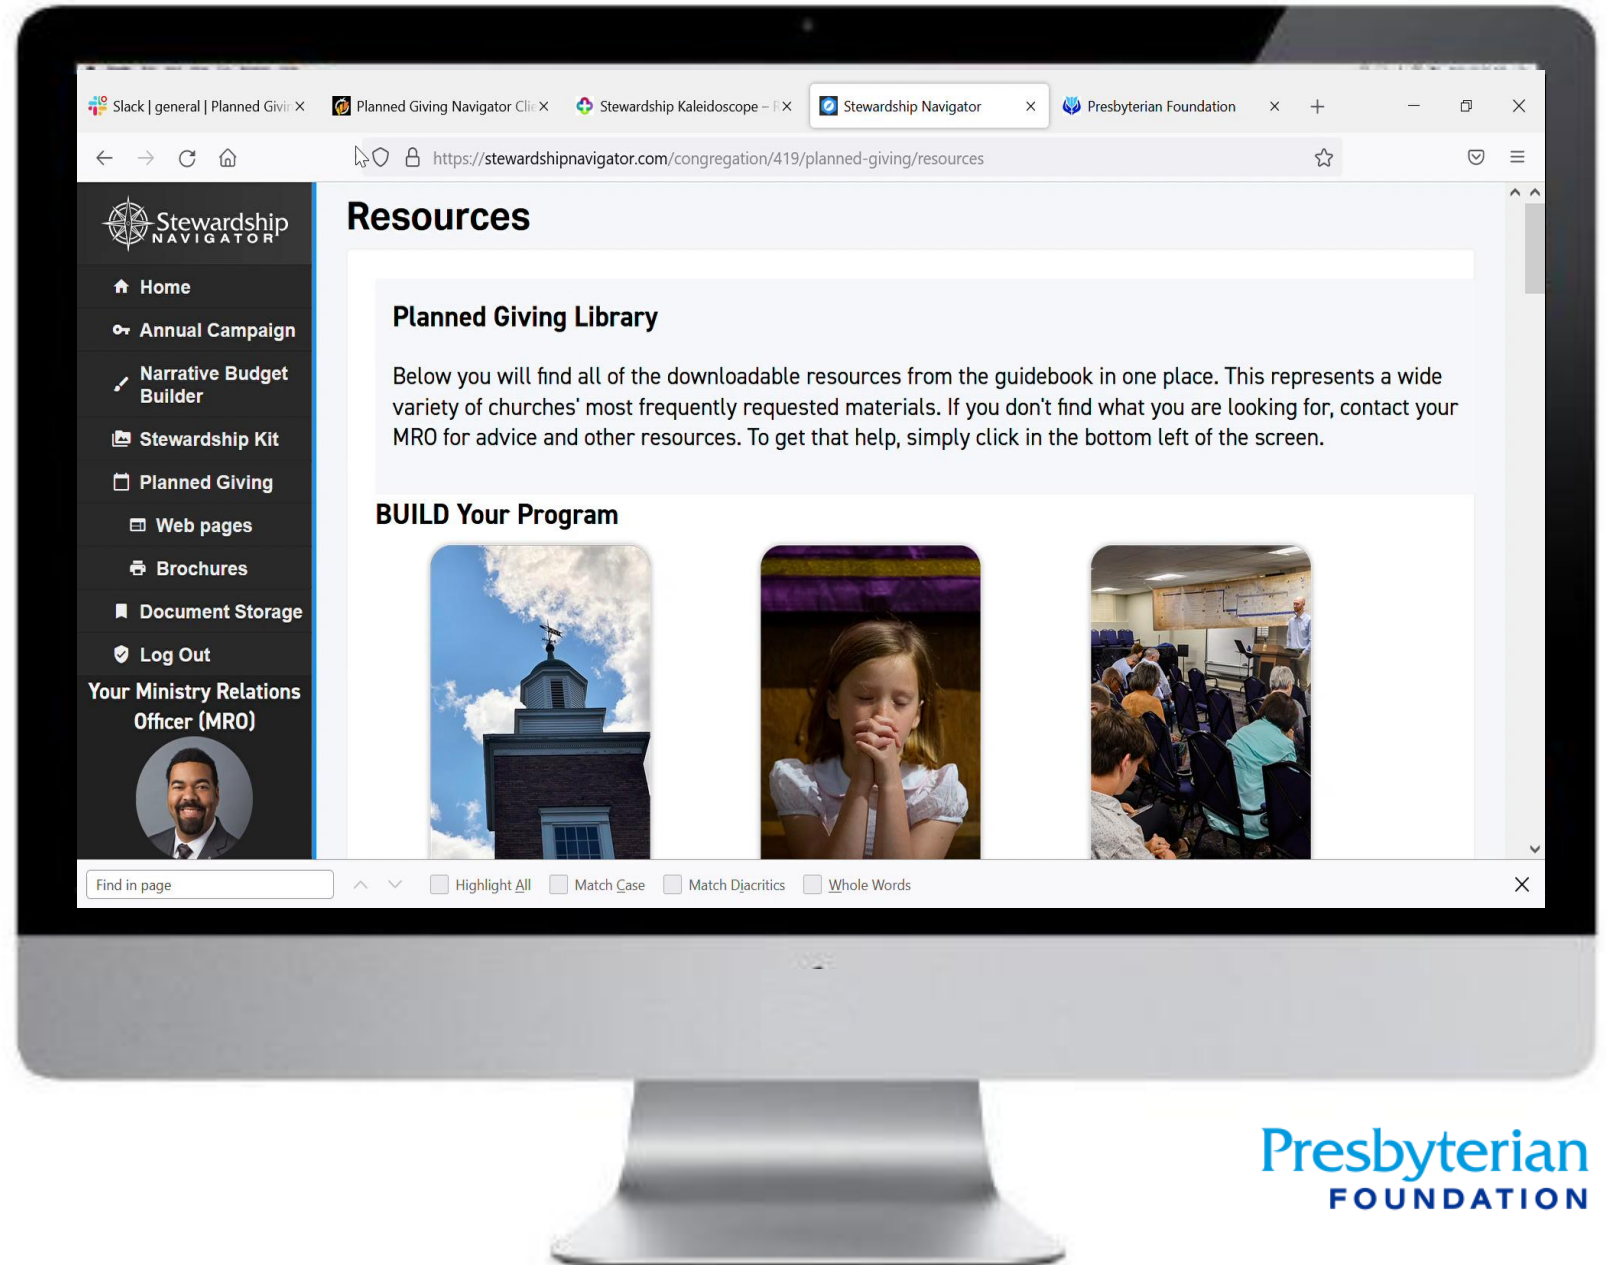 Slack | general | Planned Givin
Planned Giving Navigator Clie
Stewardship Kaleidoscope –
Stewardship Navigator
Presbyterian Foundation
https://stewardshipnavigator.com/congregation/419/planned-giving/resources
Stewardship
NAVIGATOR
Home
Annual Campaign
Narrative Budget
Builder
Stewardship Kit
Planned Giving
Web pages
Brochures
Document Storage
Log Out
Your Ministry Relations
Officer (MRO)
Resources
Planned Giving Library
Below you will find all of the downloadable resources from the guidebook in one place. This represents a wide
variety of churches' most frequently requested materials. If you don't find what you are looking for, contact your
MRO for advice and other resources. To get that help, simply click in the bottom left of the screen.
BUILD Your Program
Find in page
Highlight All
Match Case
Match Diacritics
Whole Words
Presbyterian
FOUNDATION